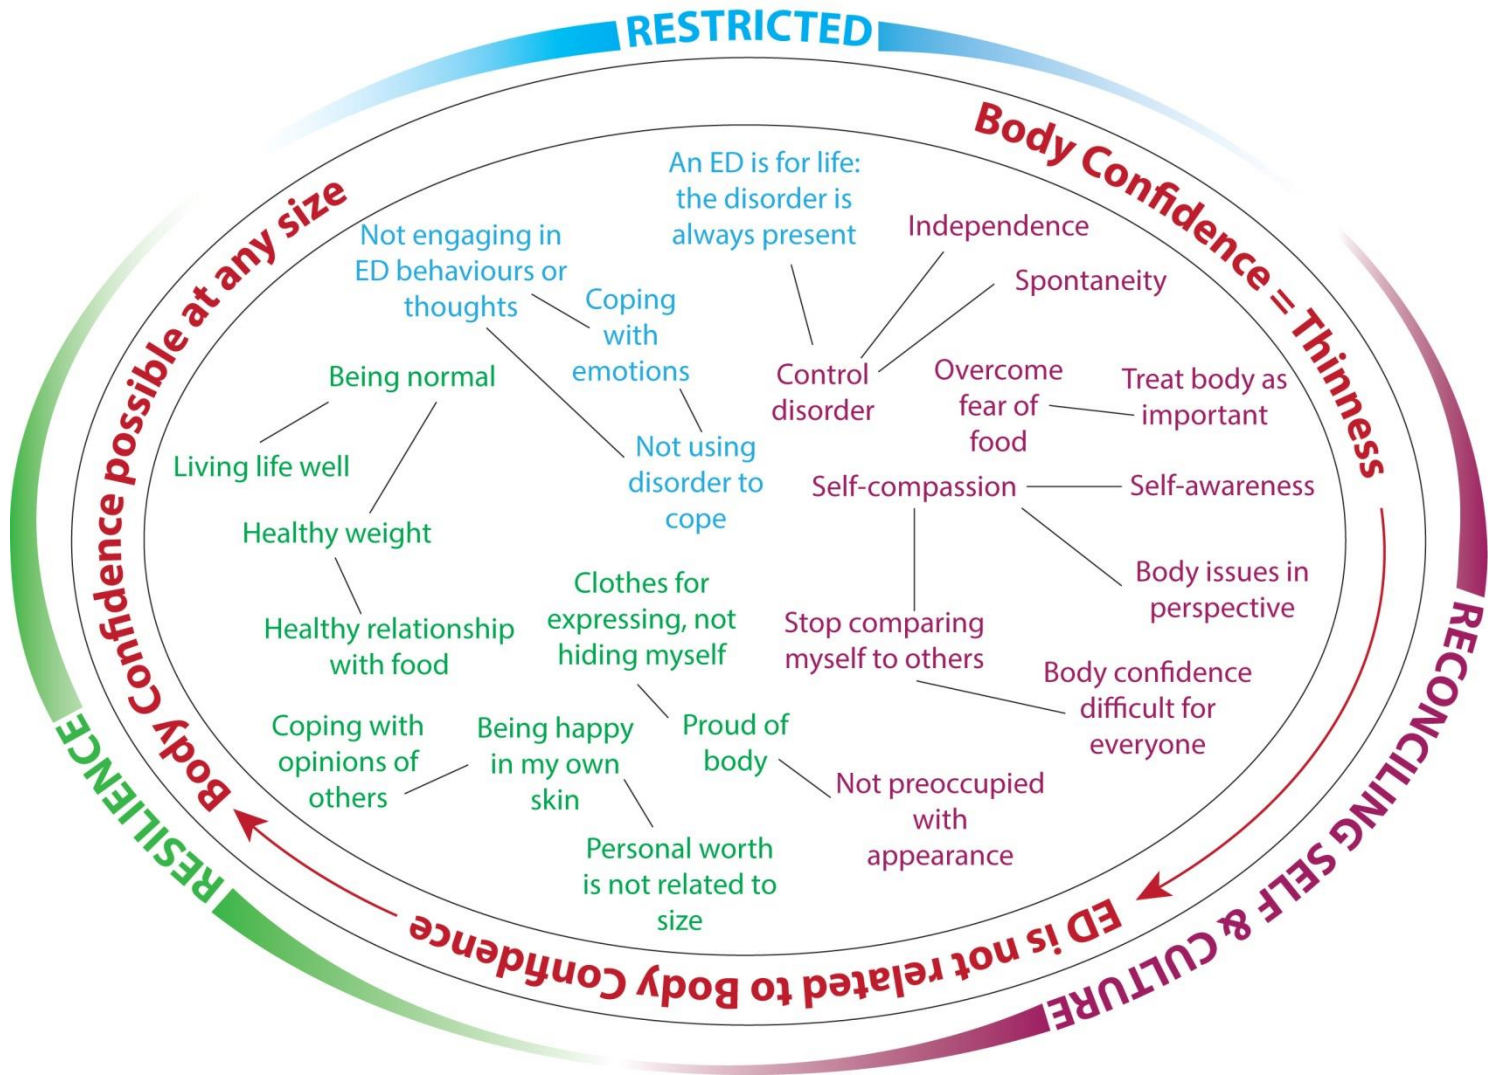 RESTRICTED
Body Confidence = Thinness
Body Confidence possible at any size
An ED is for life:
the disorder is
always present
Not engaging in
ED behaviours or
thoughts
Independence
Spontaneity
Coping
with
emotions
Being normal
Control
disorder
Overcome
fear of
food
Treat body as
important
Living life well
Not using
disorder to
cope
Self-compassion
Self-awareness
Healthy weight
Clothes for
expressing, not
hiding myself
Body issues in
perspective
Healthy relationship
with food
Stop comparing
myself to others
Body confidence
difficult for
everyone
Coping with
opinions of
others
Being happy
in my own
skin
Proud of
body
Not preoccupied
with
appearance
Personal worth
is not related to
size
ED is not related to Body Confidence
RESILIENCE
RECONCILING SELF & CULTURE